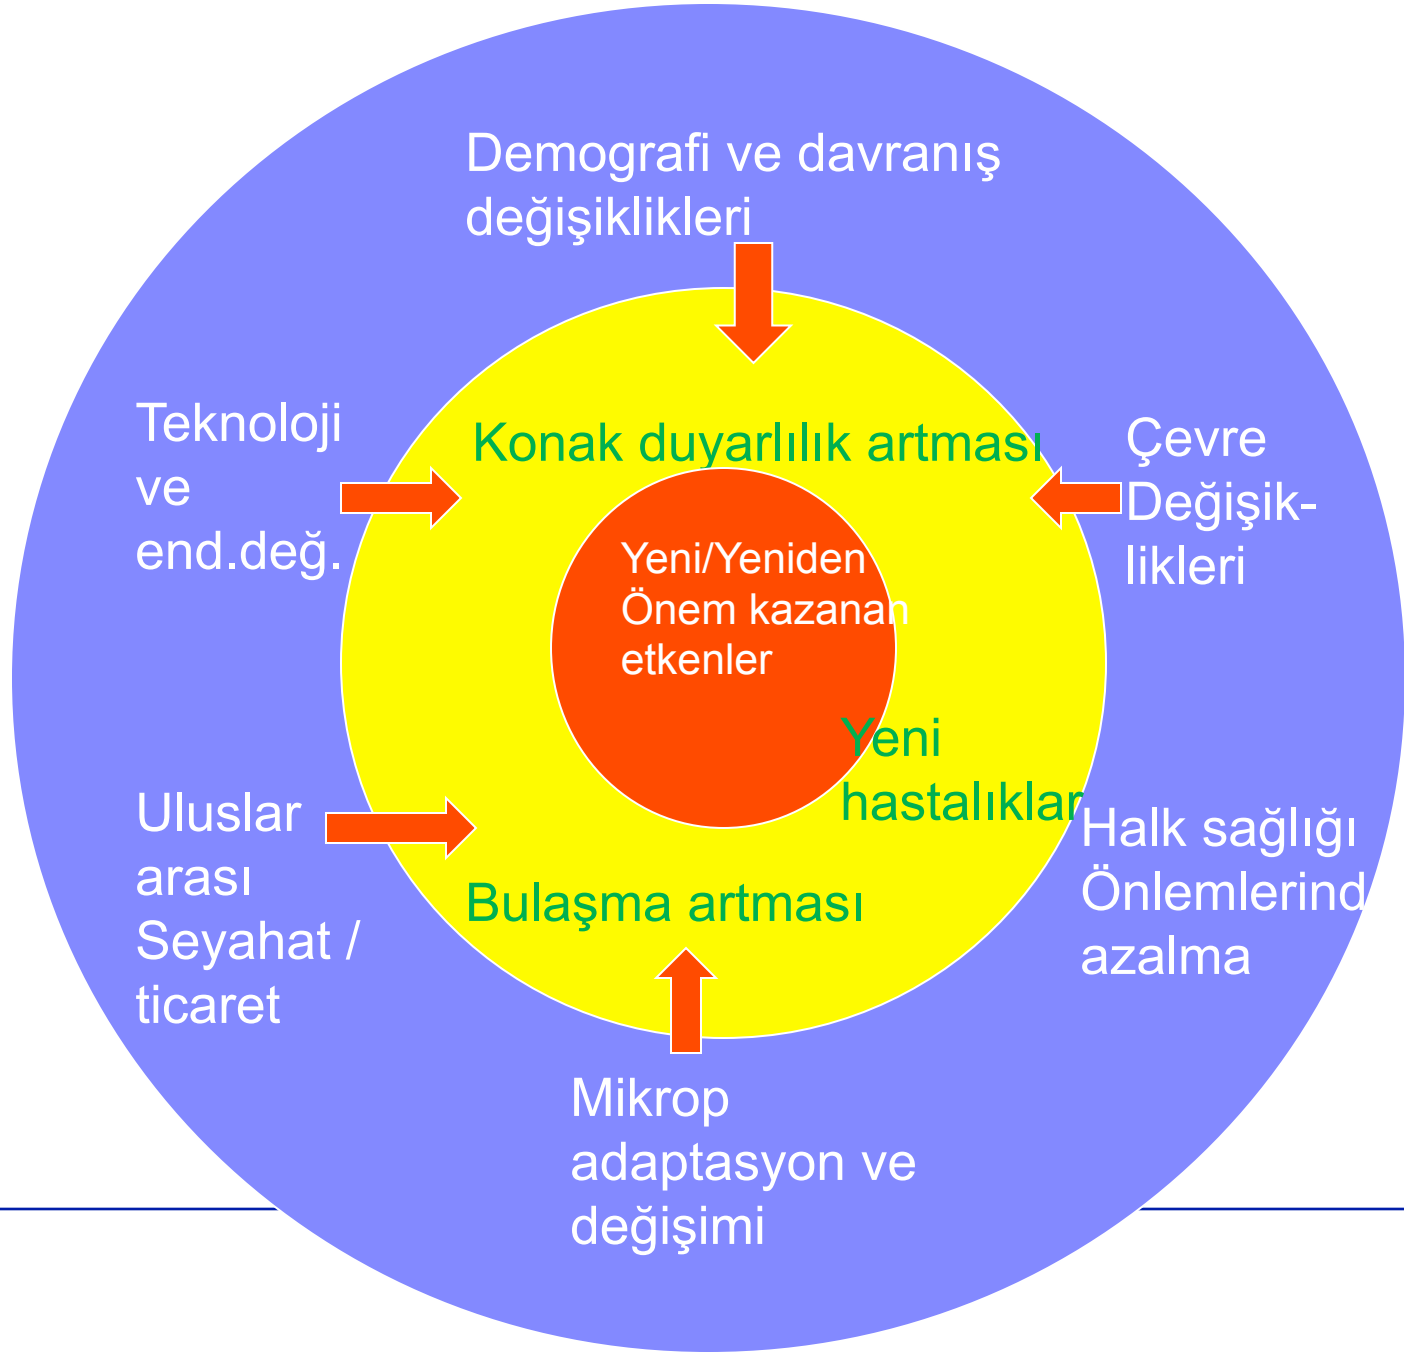 Demografi ve davranış
değişiklikleri
Teknoloji
ve
end.değ.
Konak duyarlılık artması
Çevre
Değişik-
likleri
Yeni/Yeniden
Önem kazanan
etkenler
Yeni
hastalıklar
Uluslar
arası
Seyahat /
ticaret
Bulaşma artması
Halk sağlığı
Önlemlerind
azalma
Mikrop
adaptasyon ve
değişimi